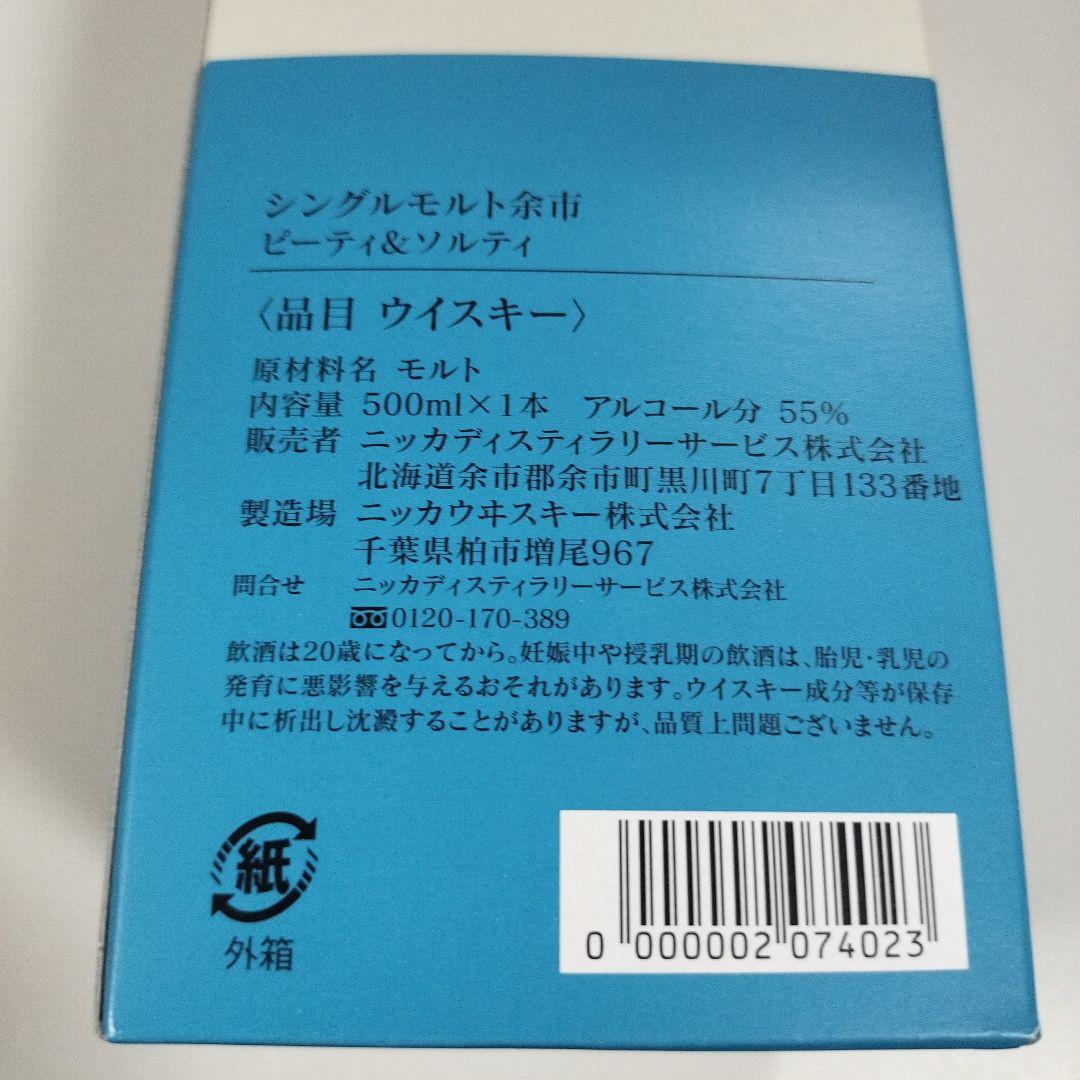 シングルモルト余市
ピーティ&ソルティ
〈品目 ウイスキー〉
原材料名 モルト
内容量 500ml×1本 アルコール分 55%
販売者 ニッカディスティラリーサービス株式会社
北海道余市郡余市町黒川町7丁目133番地
製造場 ニッカウヰスキー株式会社
千葉県柏市増尾967
問合せ ニッカディスティラリーサービス株式会社
0120-170-389
飲酒は20歳になってから。妊娠中や授乳期の飲酒は、胎児・乳児の
発育に悪影響を与えるおそれがあります。ウイスキー成分等が保存
中に析出し沈澱することがありますが、品質上問題ございません。
紙
外箱
0 000002 074023